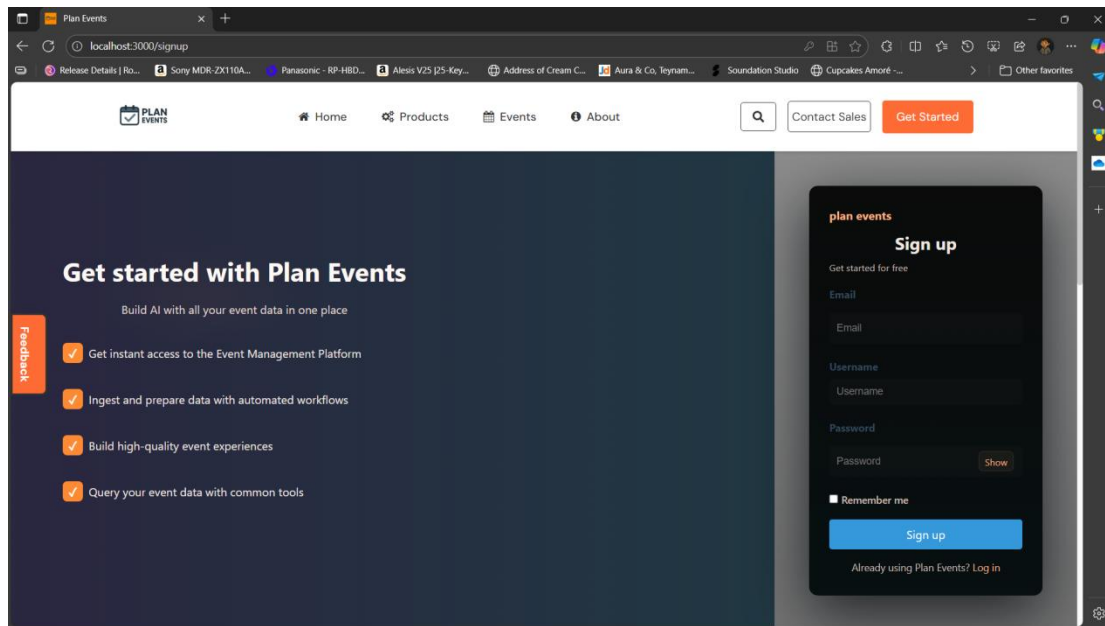 Plan Events
localhost:3000/signup
Release Details | Ro... Sony MDR-ZX110A... Panasonic - RP-HBD... Alesis V25 |25-Key... Address of Cream C... Aura & Co, Teynam... Soundation Studio Cupcakes Amoré -... Other favorites
PLAN
EVENTS
Home Products Events About Contact Sales Get Started
Get started with Plan Events
Build AI with all your event data in one place
Get instant access to the Event Management Platform
Ingest and prepare data with automated workflows
Build high-quality event experiences
Query your event data with common tools
Feedback
plan events
Sign up
Get started for free
Email
Email
Username
Username
Password
Password Show
Remember me
Sign up
Already using Plan Events? Log in